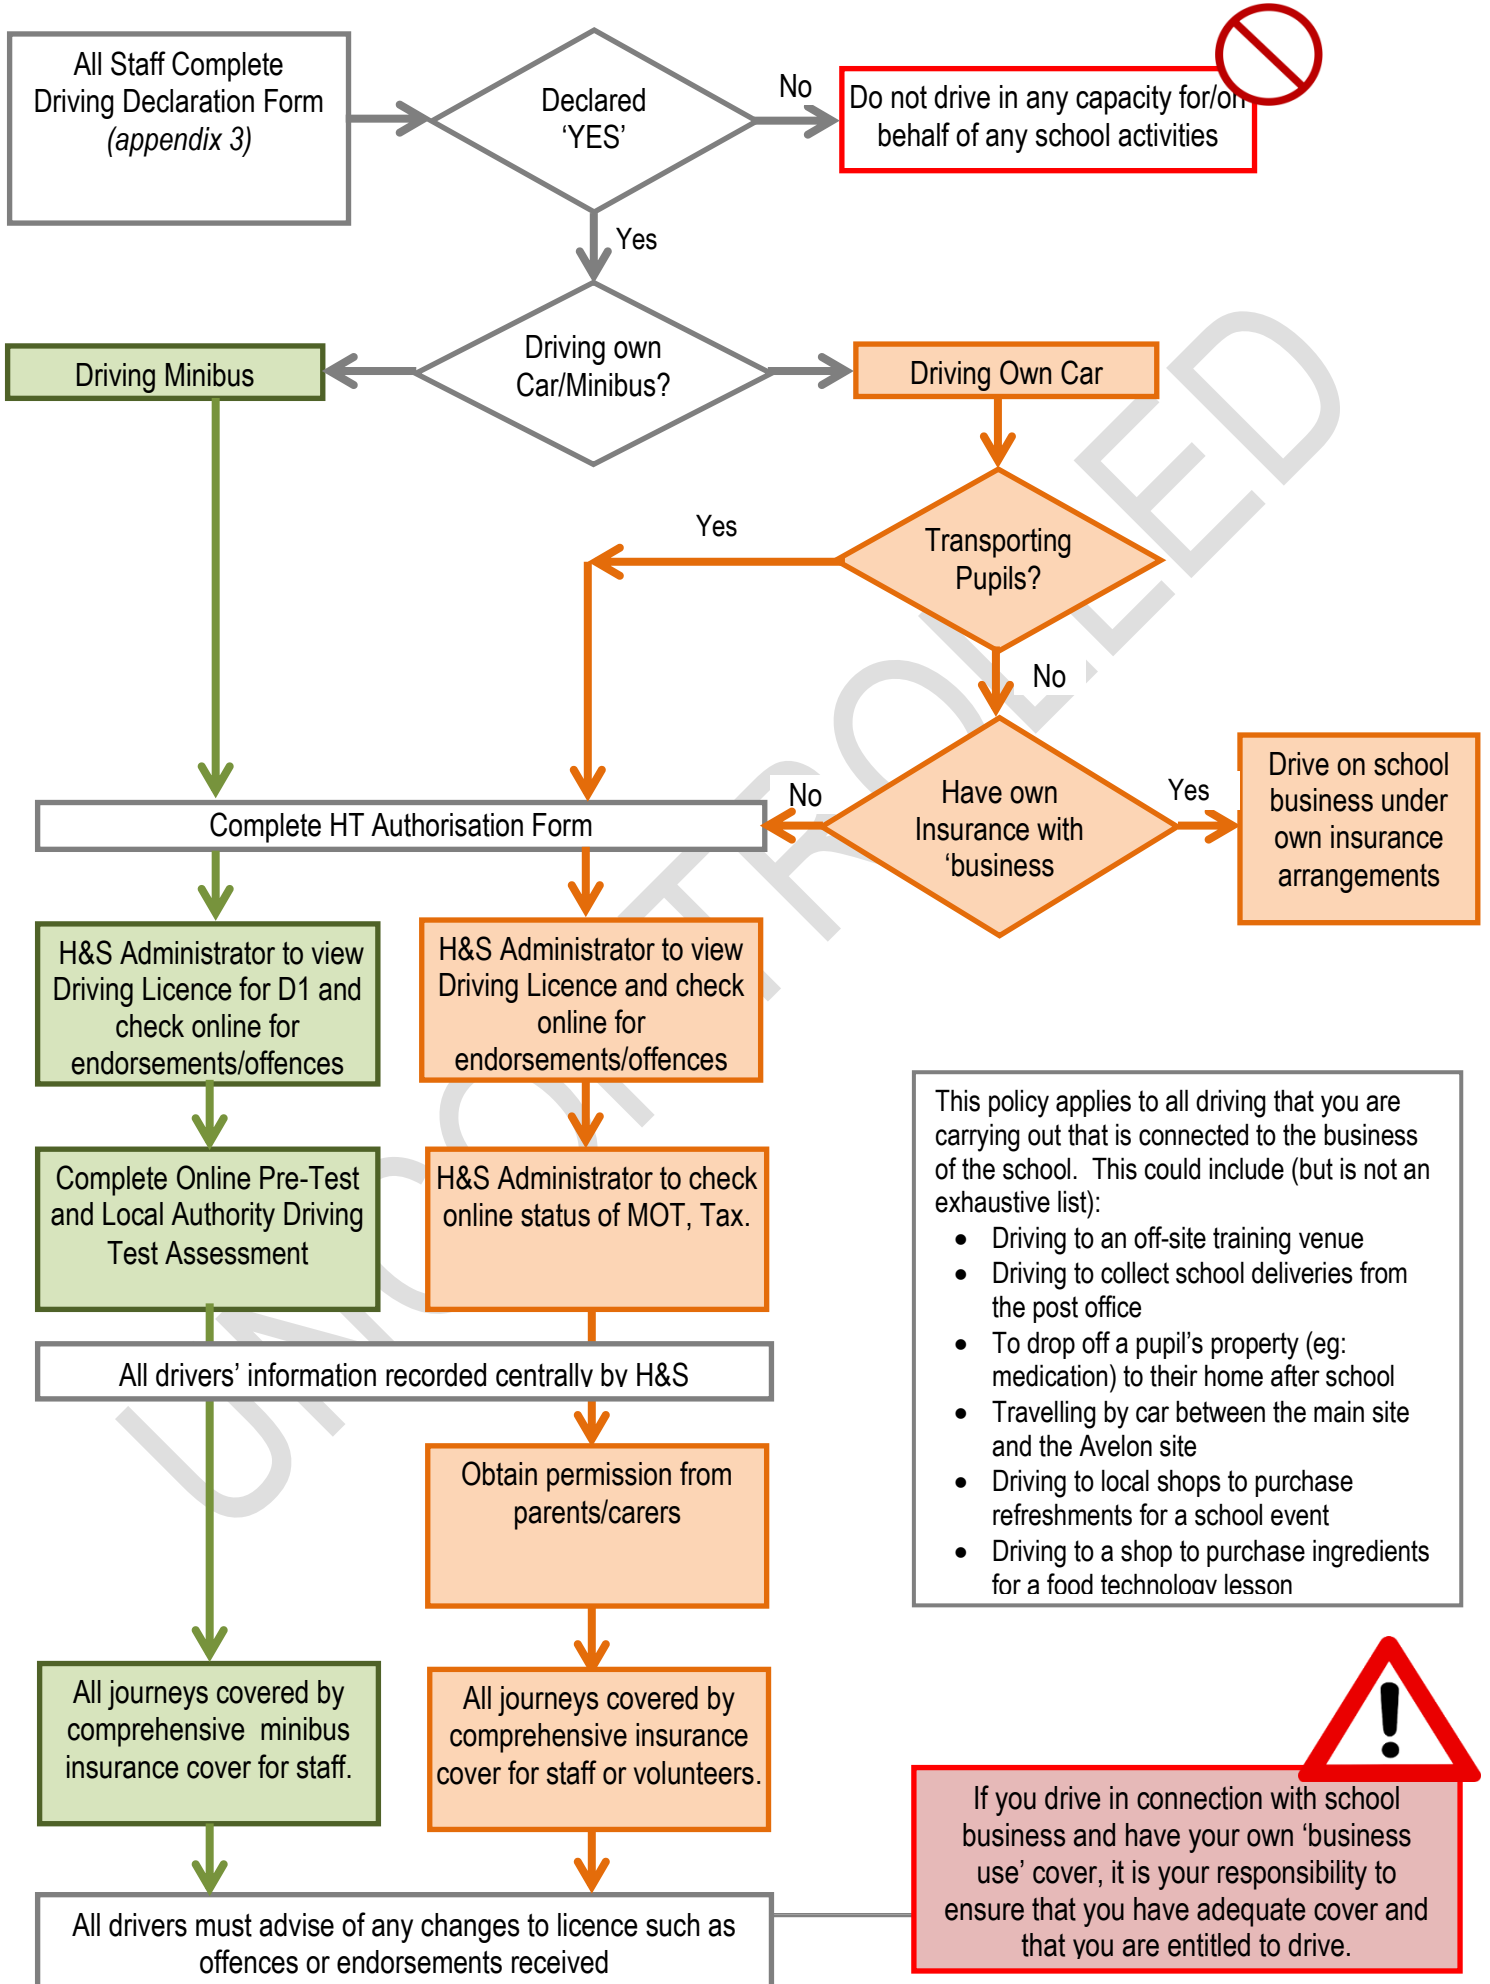 All Staff Complete
Driving Declaration Form
(appendix 3)
Declared
‘YES’
No
Do not drive in any capacity for/on
behalf of any school activities
Yes
Driving own
Car/Minibus?
Driving Minibus
Driving Own Car
Transporting
Pupils?
Yes
No
Have own
Insurance with
‘business
No
Yes
Drive on school
business under
own insurance
arrangements
Complete HT Authorisation Form
H&S Administrator to view
Driving Licence for D1 and
check online for
endorsements/offences
H&S Administrator to view
Driving Licence and check
online for
endorsements/offences
Complete Online Pre-Test
and Local Authority Driving
Test Assessment
H&S Administrator to check
online status of MOT, Tax.
All drivers’ information recorded centrally by H&S
Obtain permission from
parents/carers
All journeys covered by
comprehensive minibus
insurance cover for staff.
All journeys covered by
comprehensive insurance
cover for staff or volunteers.
All drivers must advise of any changes to licence such as
offences or endorsements received
This policy applies to all driving that you are
carrying out that is connected to the business
of the school. This could include (but is not an
exhaustive list):
• Driving to an off-site training venue
• Driving to collect school deliveries from
the post office
• To drop off a pupil’s property (eg:
medication) to their home after school
• Travelling by car between the main site
and the Avelon site
• Driving to local shops to purchase
refreshments for a school event
• Driving to a shop to purchase ingredients
for a food technology lesson
If you drive in connection with school
business and have your own ‘business
use’ cover, it is your responsibility to
ensure that you have adequate cover and
that you are entitled to drive.
UNCONTROLLED